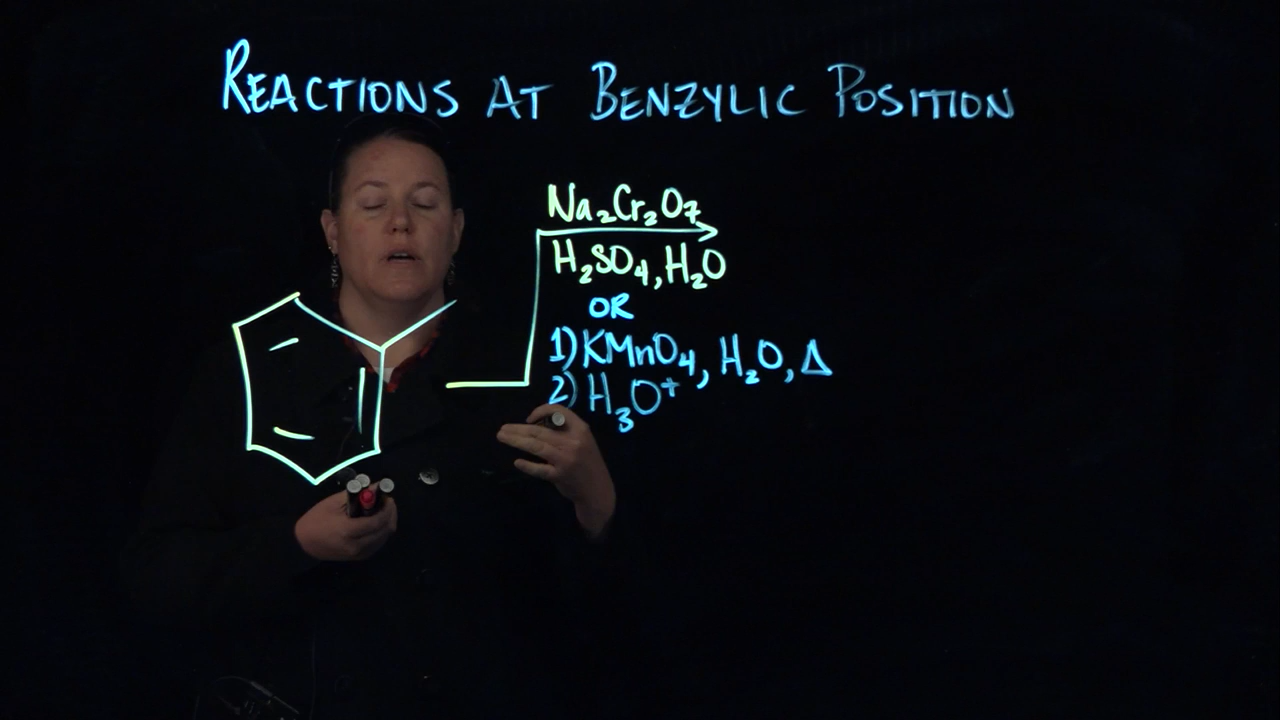 REACTIONS AT BENZYLIC POSITION
Na₂Cr₂O₇
H₂SO₄, H₂O
OR
1) KMnO₄, H₂O, Δ
2) H₃O⁺